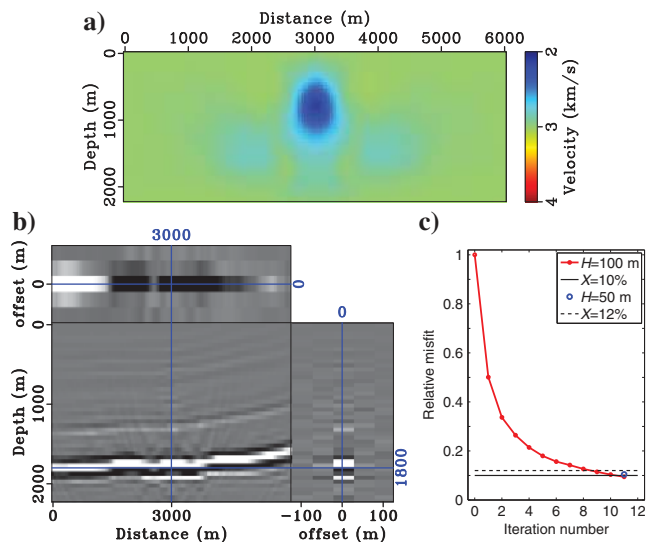 a)
Distance (m)
0 1000 2000 3000 4000 5000 6000
Depth (m)
0
1000
2000
2
3
4
Velocity (km/s)
b)
3000
offset (m)
0
0
0
Depth (m)
0
1000
2000
1800
0 3000
Distance (m)
-100 0 100
offset (m)
c)
Relative misfit
1
0.8
0.6
0.4
0.2
0
H=100 m
X=10%
H=50 m
X=12%
0 2 4 6 8 10 12
Iteration number